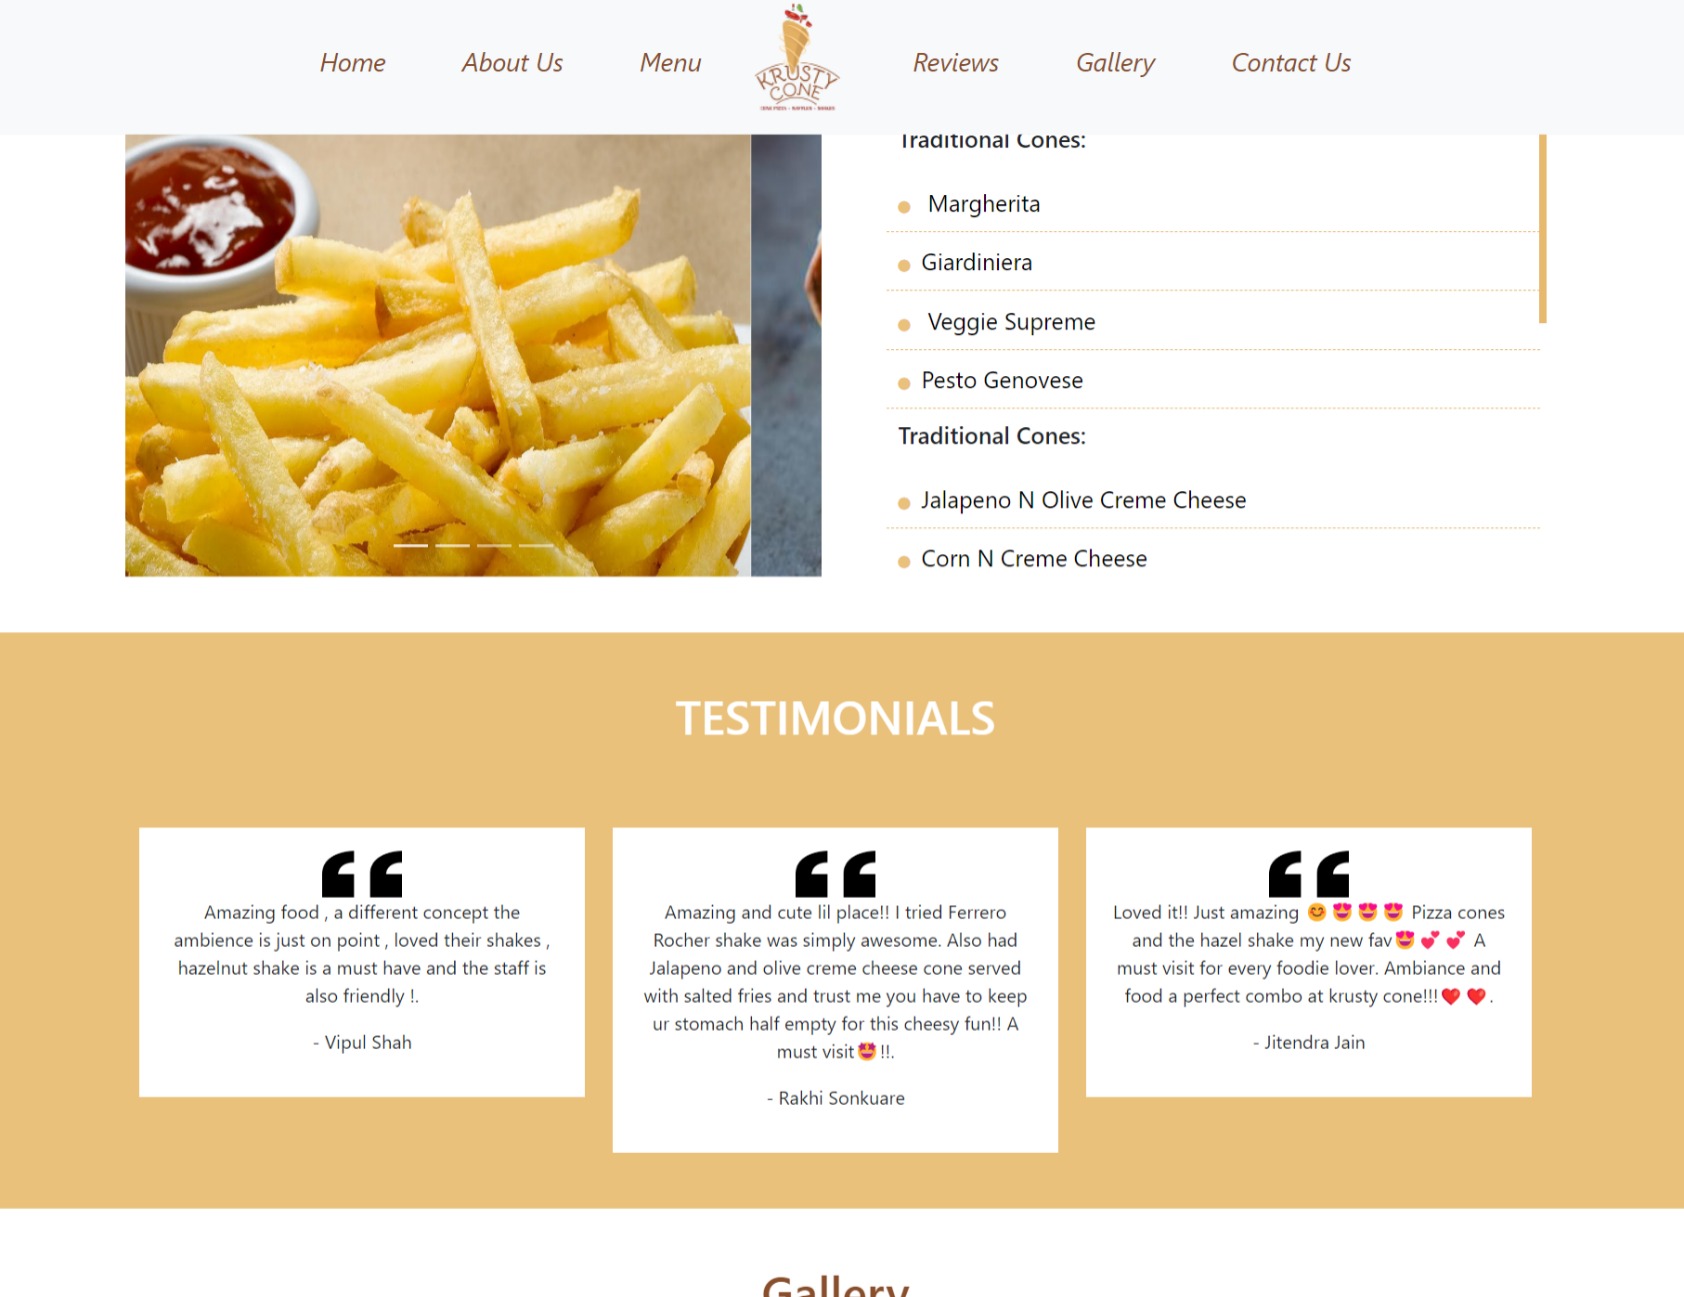 Home About Us Menu KRUSTY CONE Reviews Gallery Contact Us
Traditional Cones:
Margherita
Giardiniera
Veggie Supreme
Pesto Genovese
Traditional Cones:
Jalapeno N Olive Creme Cheese
Corn N Creme Cheese
TESTIMONIALS
Amazing food , a different concept the
ambience is just on point , loved their shakes ,
hazelnut shake is a must have and the staff is
also friendly !.
- Vipul Shah
Amazing and cute lil place!! I tried Ferrero
Rocher shake was simply awesome. Also had
Jalapeno and olive creme cheese cone served
with salted fries and trust me you have to keep
ur stomach half empty for this cheesy fun!! A
must visit🤩!!.
- Rakhi Sonkuare
Loved it!! Just amazing 😊🤩🤩🤩 Pizza cones
and the hazel shake my new fav🤩💕💕 A
must visit for every foodie lover. Ambiance and
food a perfect combo at krusty cone!!!❤️❤️.
- Jitendra Jain
Gallery